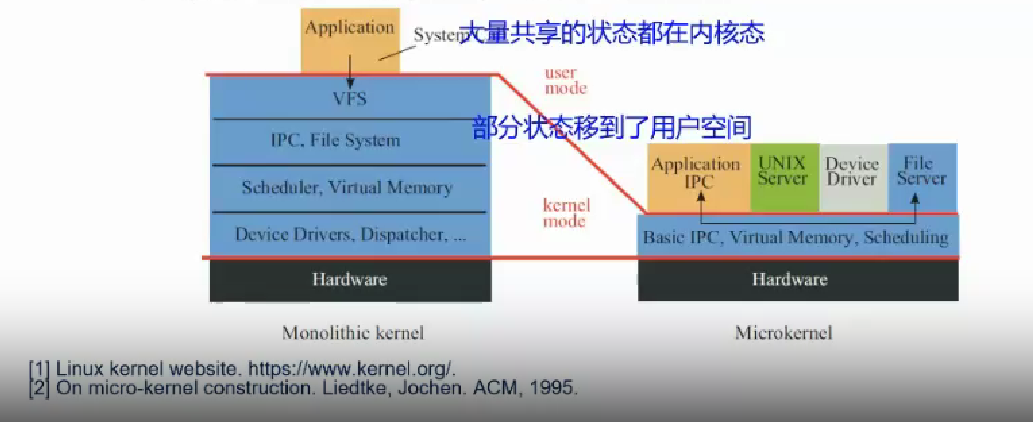 Application
System
大量共享的状态都在内核态
user
mode
VFS
IPC, File System
Scheduler, Virtual Memory
Device Drivers, Dispatcher, ...
Hardware
Monolithic kernel
部分状态移到了用户空间
kernel
mode
Application
IPC
UNIX
Server
Device
Driver
File
Server
Basic IPC, Virtual Memory, Scheduling
Hardware
Microkernel
[1] Linux kernel website. https://www.kernel.org/.
[2] On micro-kernel construction. Liedtke, Jochen. ACM, 1995.